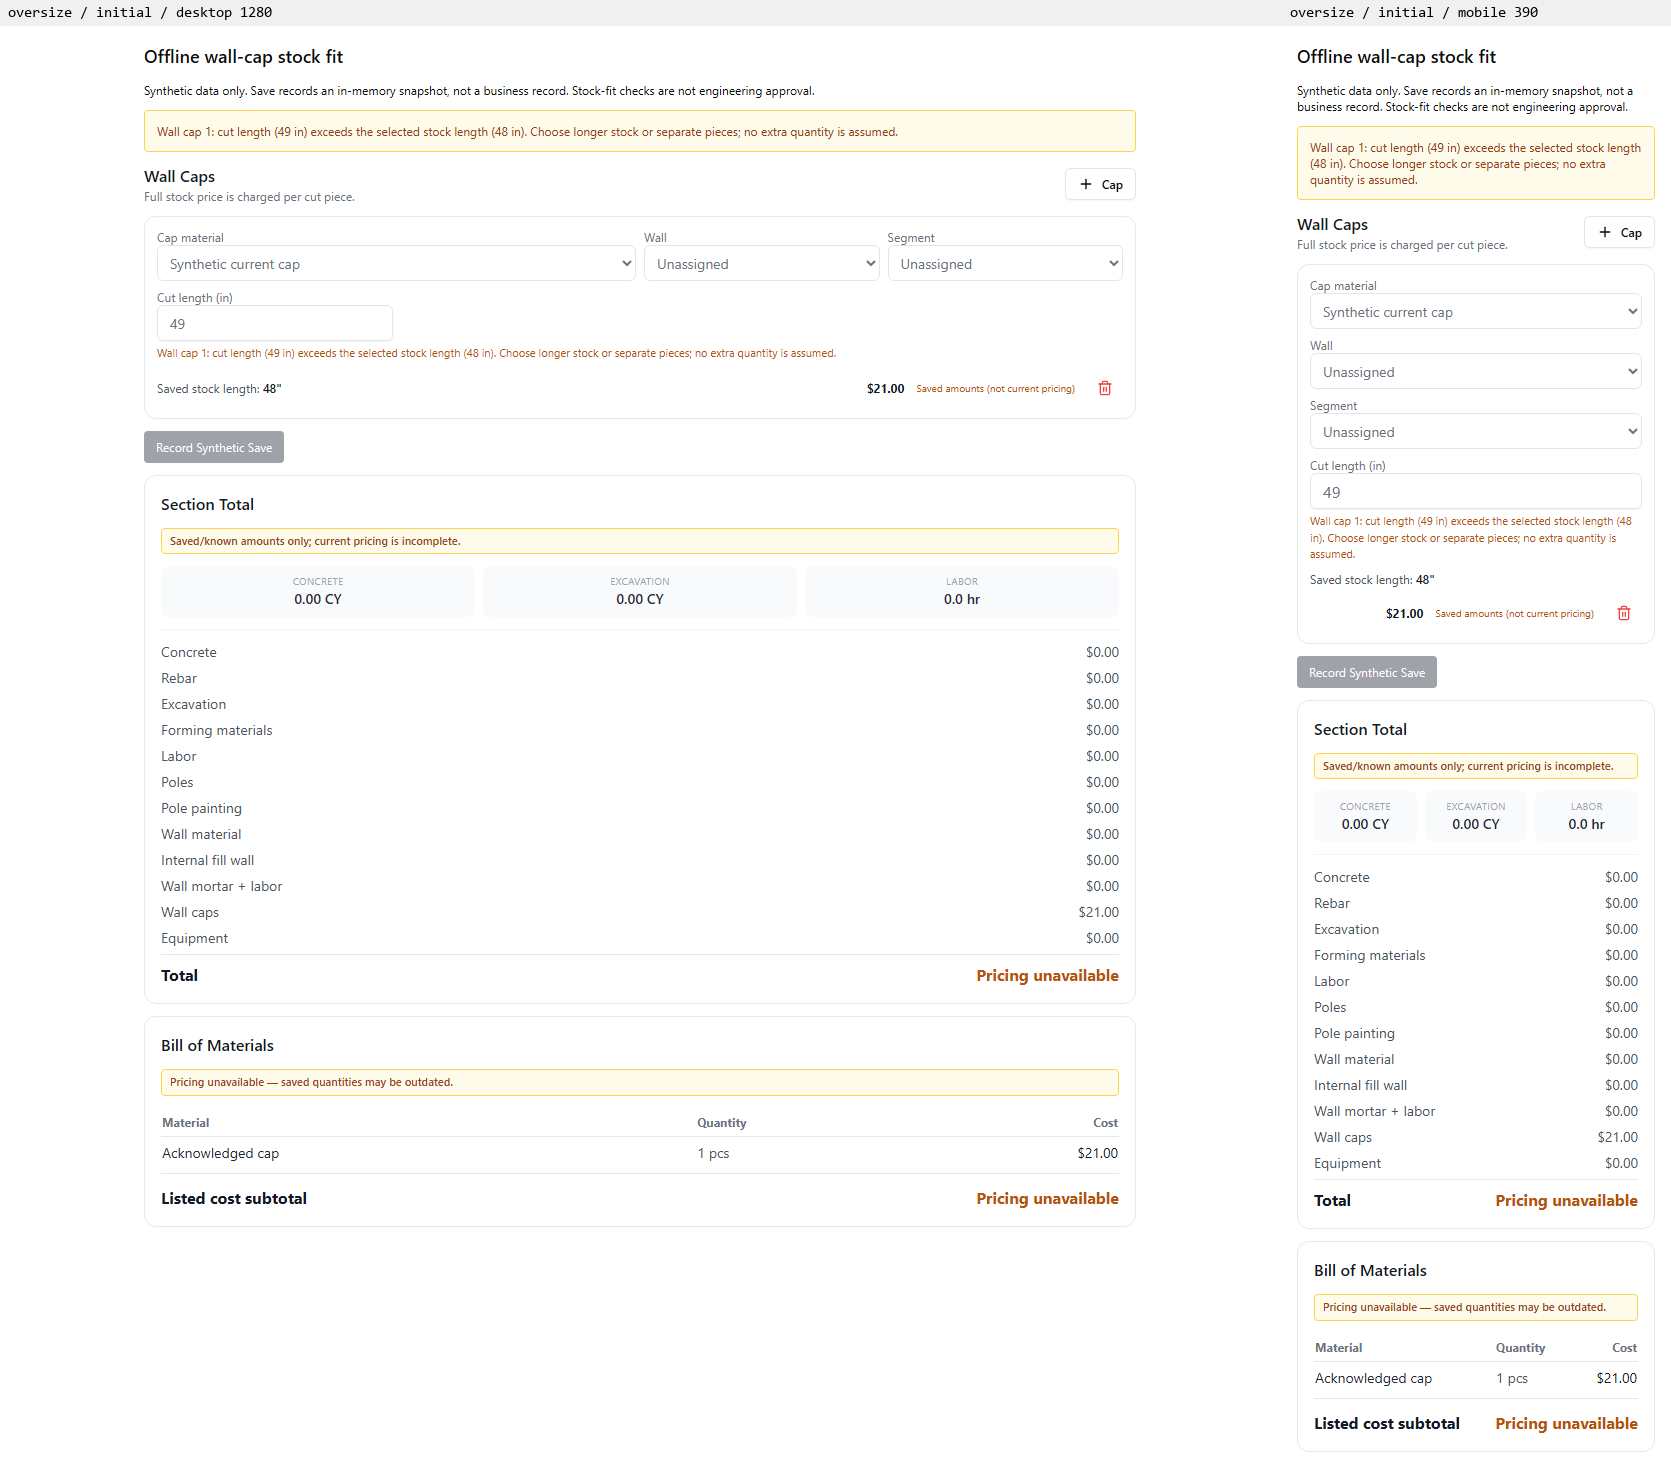 oversize / initial / desktop 1280
Offline wall-cap stock fit
Synthetic data only. Save records an in-memory snapshot, not a business record. Stock-fit checks are not engineering approval.
Wall cap 1: cut length (49 in) exceeds the selected stock length (48 in). Choose longer stock or separate pieces; no extra quantity is assumed.
Wall Caps
Full stock price is charged per cut piece.
+ Cap
Cap material Wall Segment
Synthetic current cap Unassigned Unassigned
Cut length (in)
49
Wall cap 1: cut length (49 in) exceeds the selected stock length (48 in). Choose longer stock or separate pieces; no extra quantity is assumed.
Saved stock length: 48" $21.00 Saved amounts (not current pricing)
Record Synthetic Save
Section Total
Saved/known amounts only; current pricing is incomplete.
CONCRETE EXCAVATION LABOR
0.00 CY 0.00 CY 0.0 hr
Concrete $0.00
Rebar $0.00
Excavation $0.00
Forming materials $0.00
Labor $0.00
Poles $0.00
Pole painting $0.00
Wall material $0.00
Internal fill wall $0.00
Wall mortar + labor $0.00
Wall caps $21.00
Equipment $0.00
Total Pricing unavailable
Bill of Materials
Pricing unavailable — saved quantities may be outdated.
Material Quantity Cost
Acknowledged cap 1 pcs $21.00
Listed cost subtotal Pricing unavailable
oversize / initial / mobile 390
Offline wall-cap stock fit
Synthetic data only. Save records an in-memory snapshot, not a
business record. Stock-fit checks are not engineering approval.
Wall cap 1: cut length (49 in) exceeds the selected stock length
(48 in). Choose longer stock or separate pieces; no extra
quantity is assumed.
Wall Caps
Full stock price is charged per cut piece.
+ Cap
Cap material
Synthetic current cap
Wall
Unassigned
Segment
Unassigned
Cut length (in)
49
Wall cap 1: cut length (49 in) exceeds the selected stock length (48
in). Choose longer stock or separate pieces; no extra quantity is
assumed.
Saved stock length: 48"
$21.00 Saved amounts (not current pricing)
Record Synthetic Save
Section Total
Saved/known amounts only; current pricing is incomplete.
CONCRETE EXCAVATION LABOR
0.00 CY 0.00 CY 0.0 hr
Concrete $0.00
Rebar $0.00
Excavation $0.00
Forming materials $0.00
Labor $0.00
Poles $0.00
Pole painting $0.00
Wall material $0.00
Internal fill wall $0.00
Wall mortar + labor $0.00
Wall caps $21.00
Equipment $0.00
Total Pricing unavailable
Bill of Materials
Pricing unavailable — saved quantities may be outdated.
Material Quantity Cost
Acknowledged cap 1 pcs $21.00
Listed cost subtotal Pricing unavailable